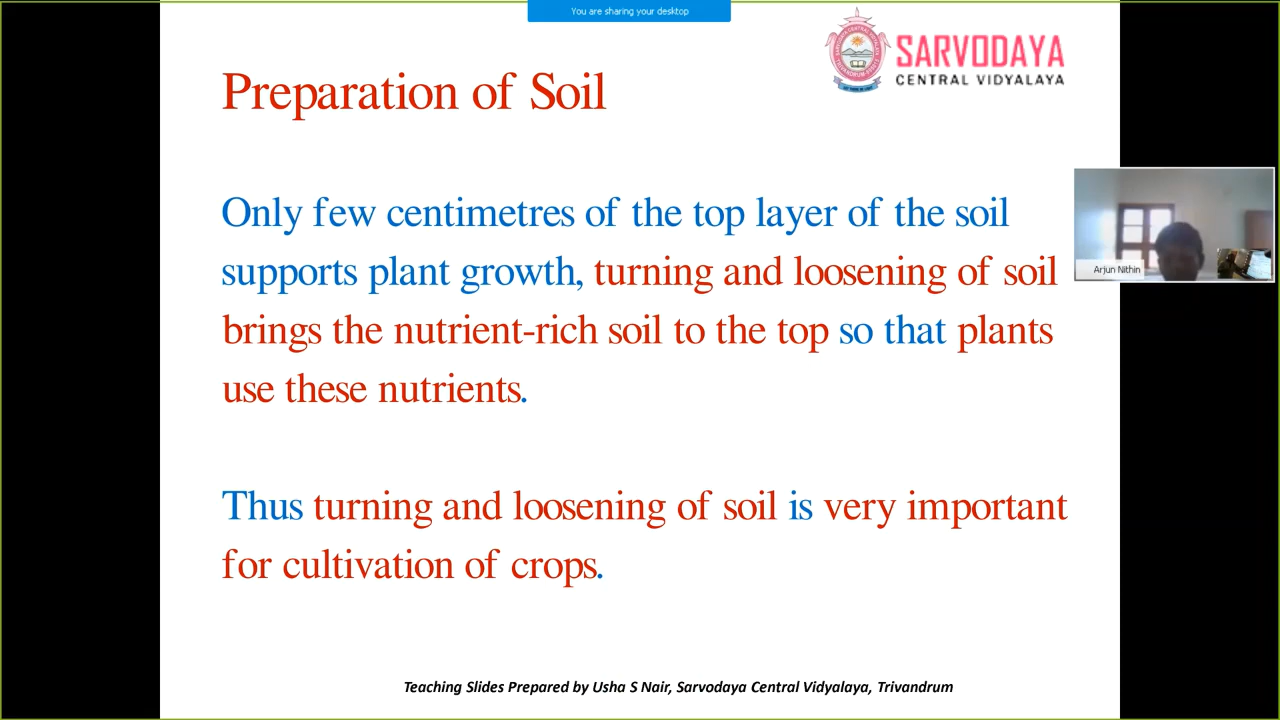 You are sharing your desktop
SARVODAYA
CENTRAL VIDYALAYA
Preparation of Soil
Only few centimetres of the top layer of the soil
supports plant growth, turning and loosening of soil
brings the nutrient-rich soil to the top so that plants
use these nutrients.
Arjun Nithin
Thus turning and loosening of soil is very important
for cultivation of crops.
Teaching Slides Prepared by Usha S Nair, Sarvodaya Central Vidyalaya, Trivandrum